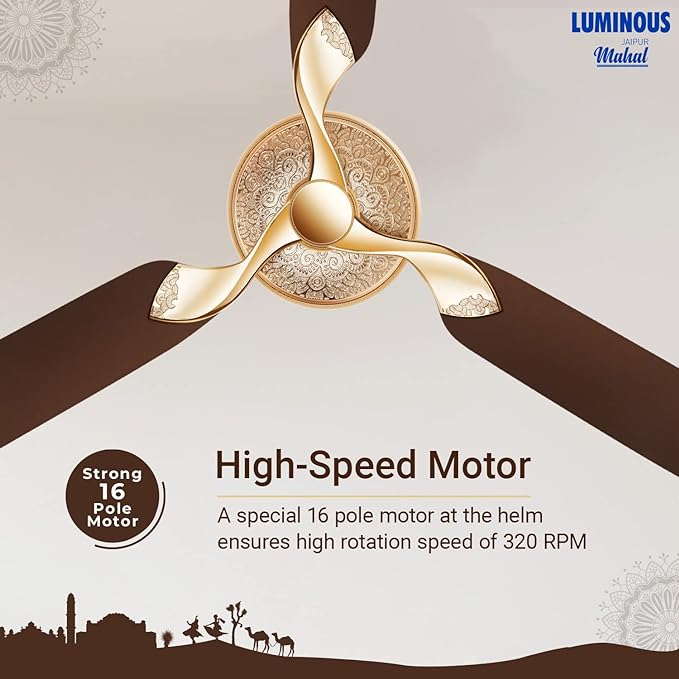 LUMINOUS
JAIPUR
Mahal
Strong
16
Pole
Motor
High-Speed Motor
A special 16 pole motor at the helm
ensures high rotation speed of 320 RPM